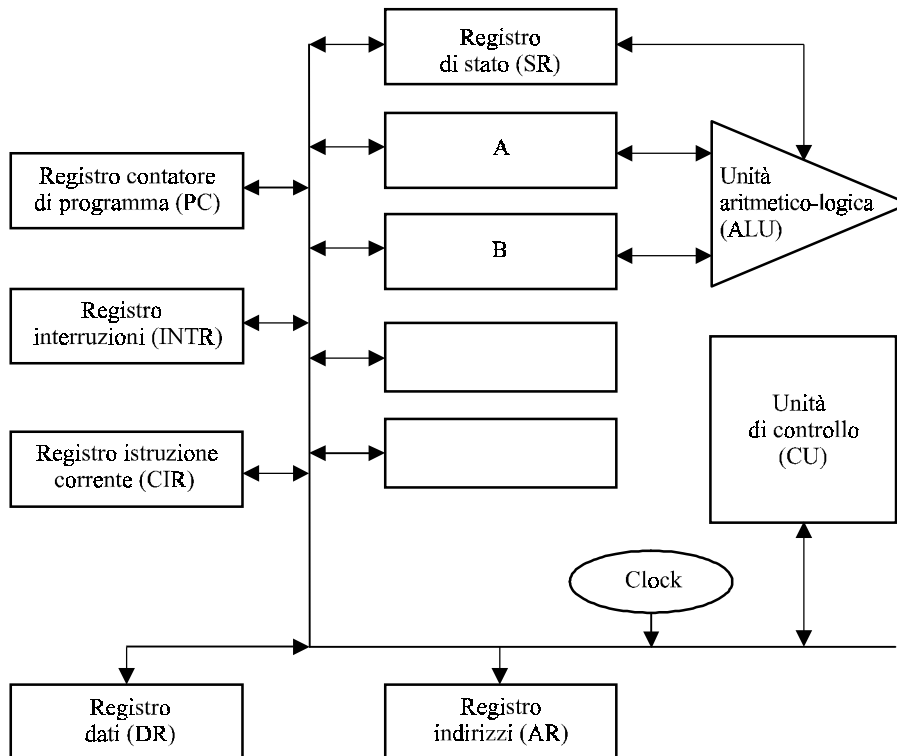 Registro
di stato (SR)
A
Registro contatore
di programma (PC)
Unità
aritmetico-logica
(ALU)
B
Registro
interruzioni (INTR)
Unità
di controllo
(CU)
Registro istruzione
corrente (CIR)
Clock
Registro
dati (DR)
Registro
indirizzi (AR)